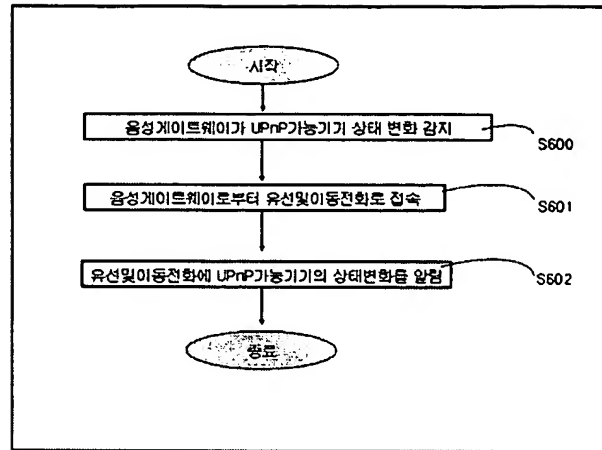 시작
음성게이트웨이가 UPnP가능기기 상태 변화 감지
S600
음성게이트웨이로부터 유선및이동전화로 접속
S601
유선및이동전화에 UPnP가능기기의 상태변화를 알림
S602
종료